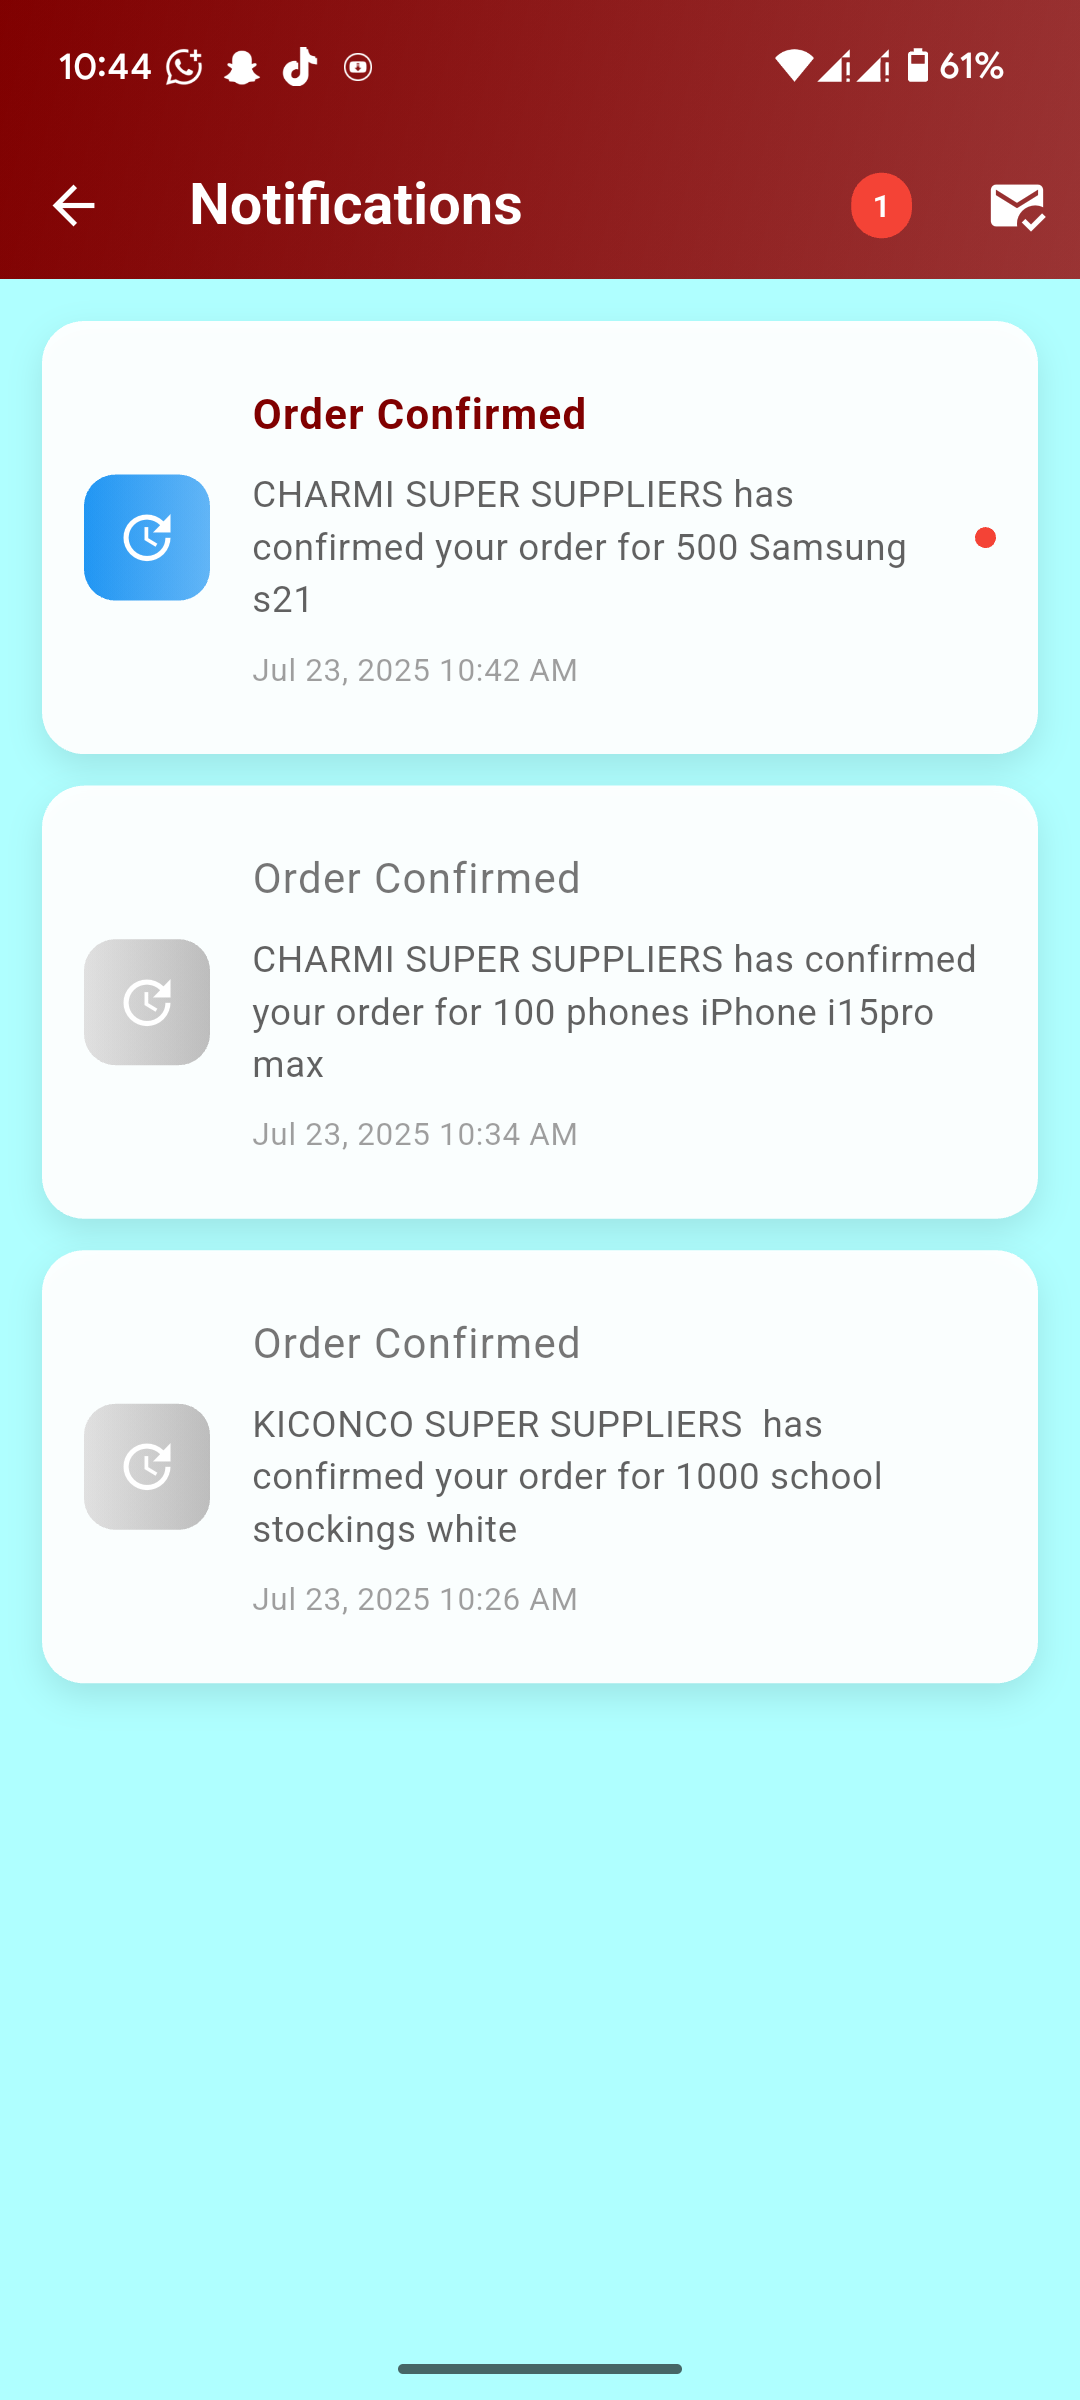 10:44
61%
Notifications
1
Order Confirmed
CHARMI SUPER SUPPLIERS has
confirmed your order for 500 Samsung
s21
Jul 23, 2025 10:42 AM
Order Confirmed
CHARMI SUPER SUPPLIERS has confirmed
your order for 100 phones iPhone i15pro
max
Jul 23, 2025 10:34 AM
Order Confirmed
KICONCO SUPER SUPPLIERS  has
confirmed your order for 1000 school
stockings white
Jul 23, 2025 10:26 AM